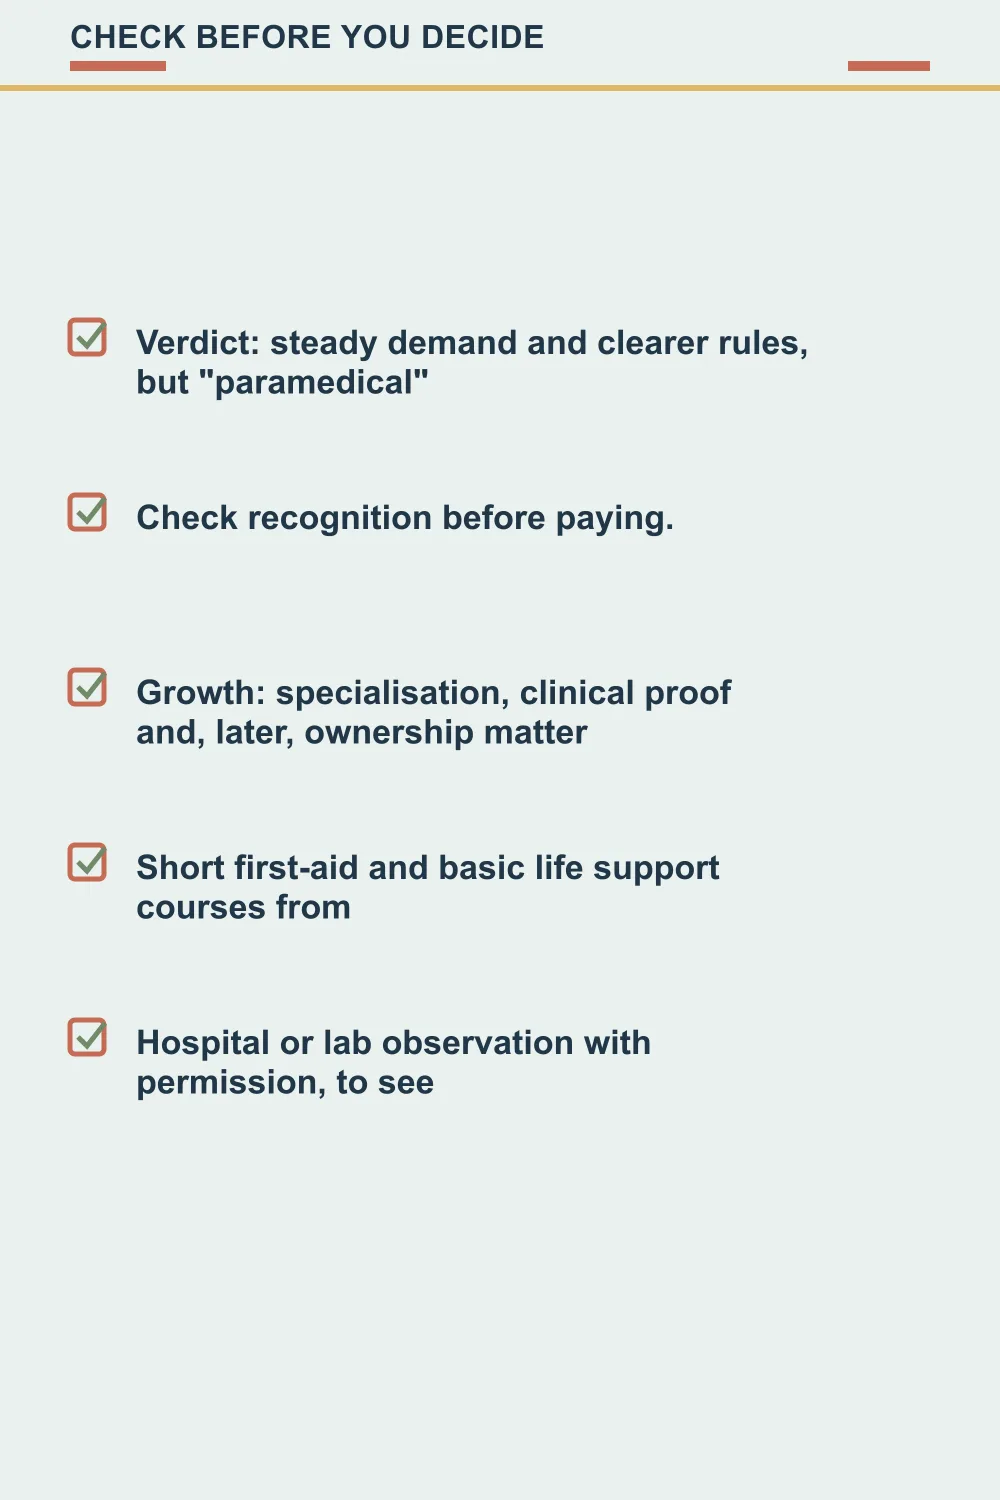 CHECK BEFORE YOU DECIDE
Verdict: steady demand and clearer rules,
but "paramedical"
Check recognition before paying.
Growth: specialisation, clinical proof
and, later, ownership matter
Short first-aid and basic life support
courses from
Hospital or lab observation with
permission, to see